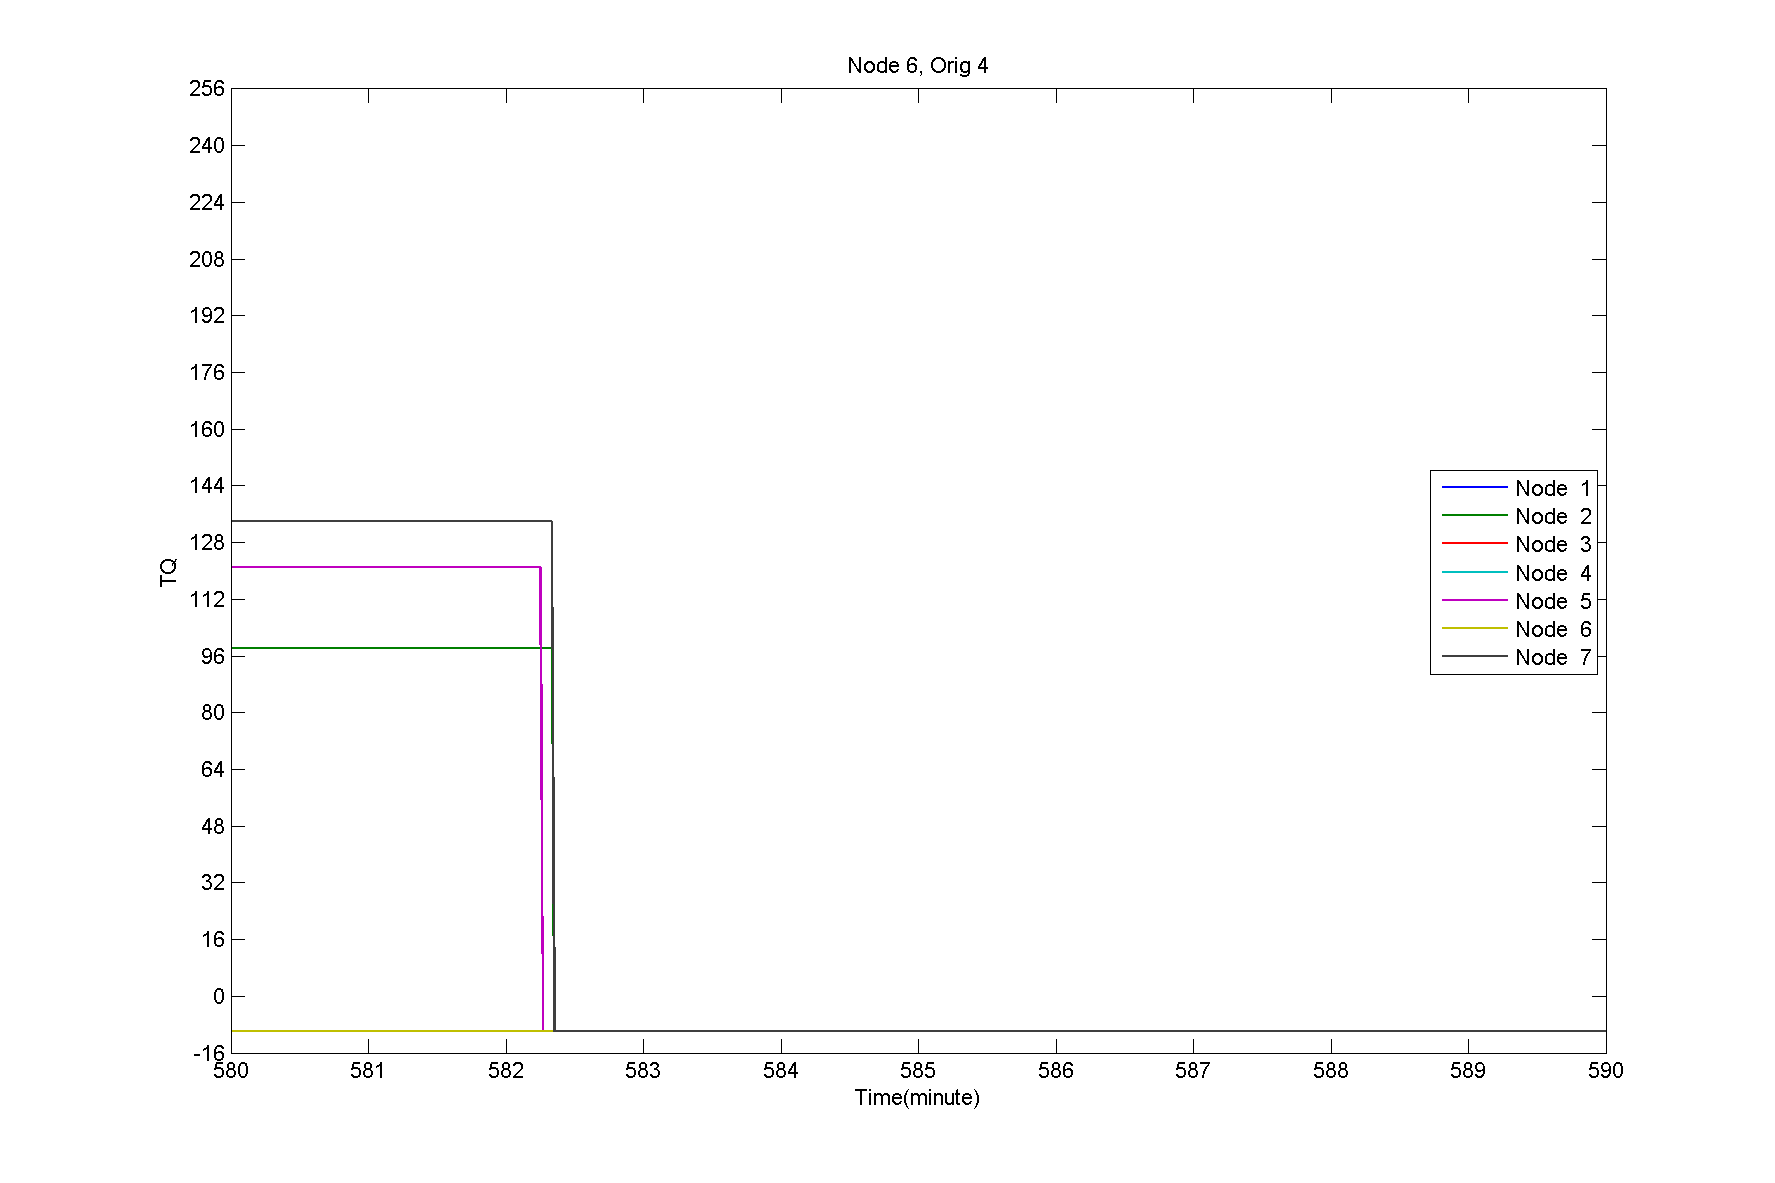 Node 6, Orig 4
256
240
224
208
192
176
160
144
128
112
96
80
64
48
32
16
0
-16
TQ
580 581 582 583 584 585 586 587 588 589 590
Time(minute)
Node 1
Node 2
Node 3
Node 4
Node 5
Node 6
Node 7